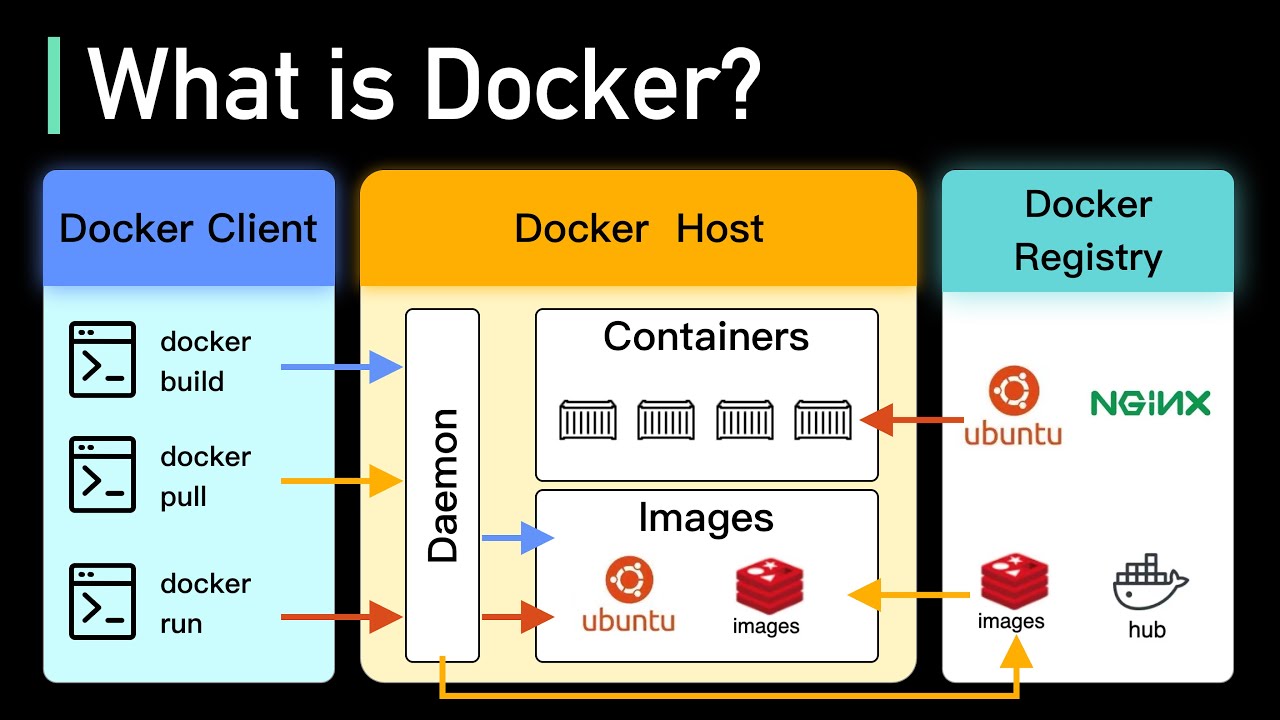 What is Docker?
Docker Client
docker
build
docker
pull
docker
run
Docker Host
Daemon
Containers
Images
ubuntu
images
Docker
Registry
ubuntu
NGINX
images
hub